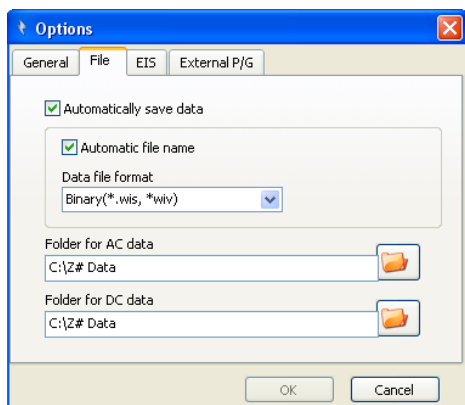 Options
General File EIS External P/G
Automatically save data
Automatic file name
Data file format
Binary(*.wis, *wiv)
Folder for AC data
C:\Z# Data
Folder for DC data
C:\Z# Data
OK Cancel